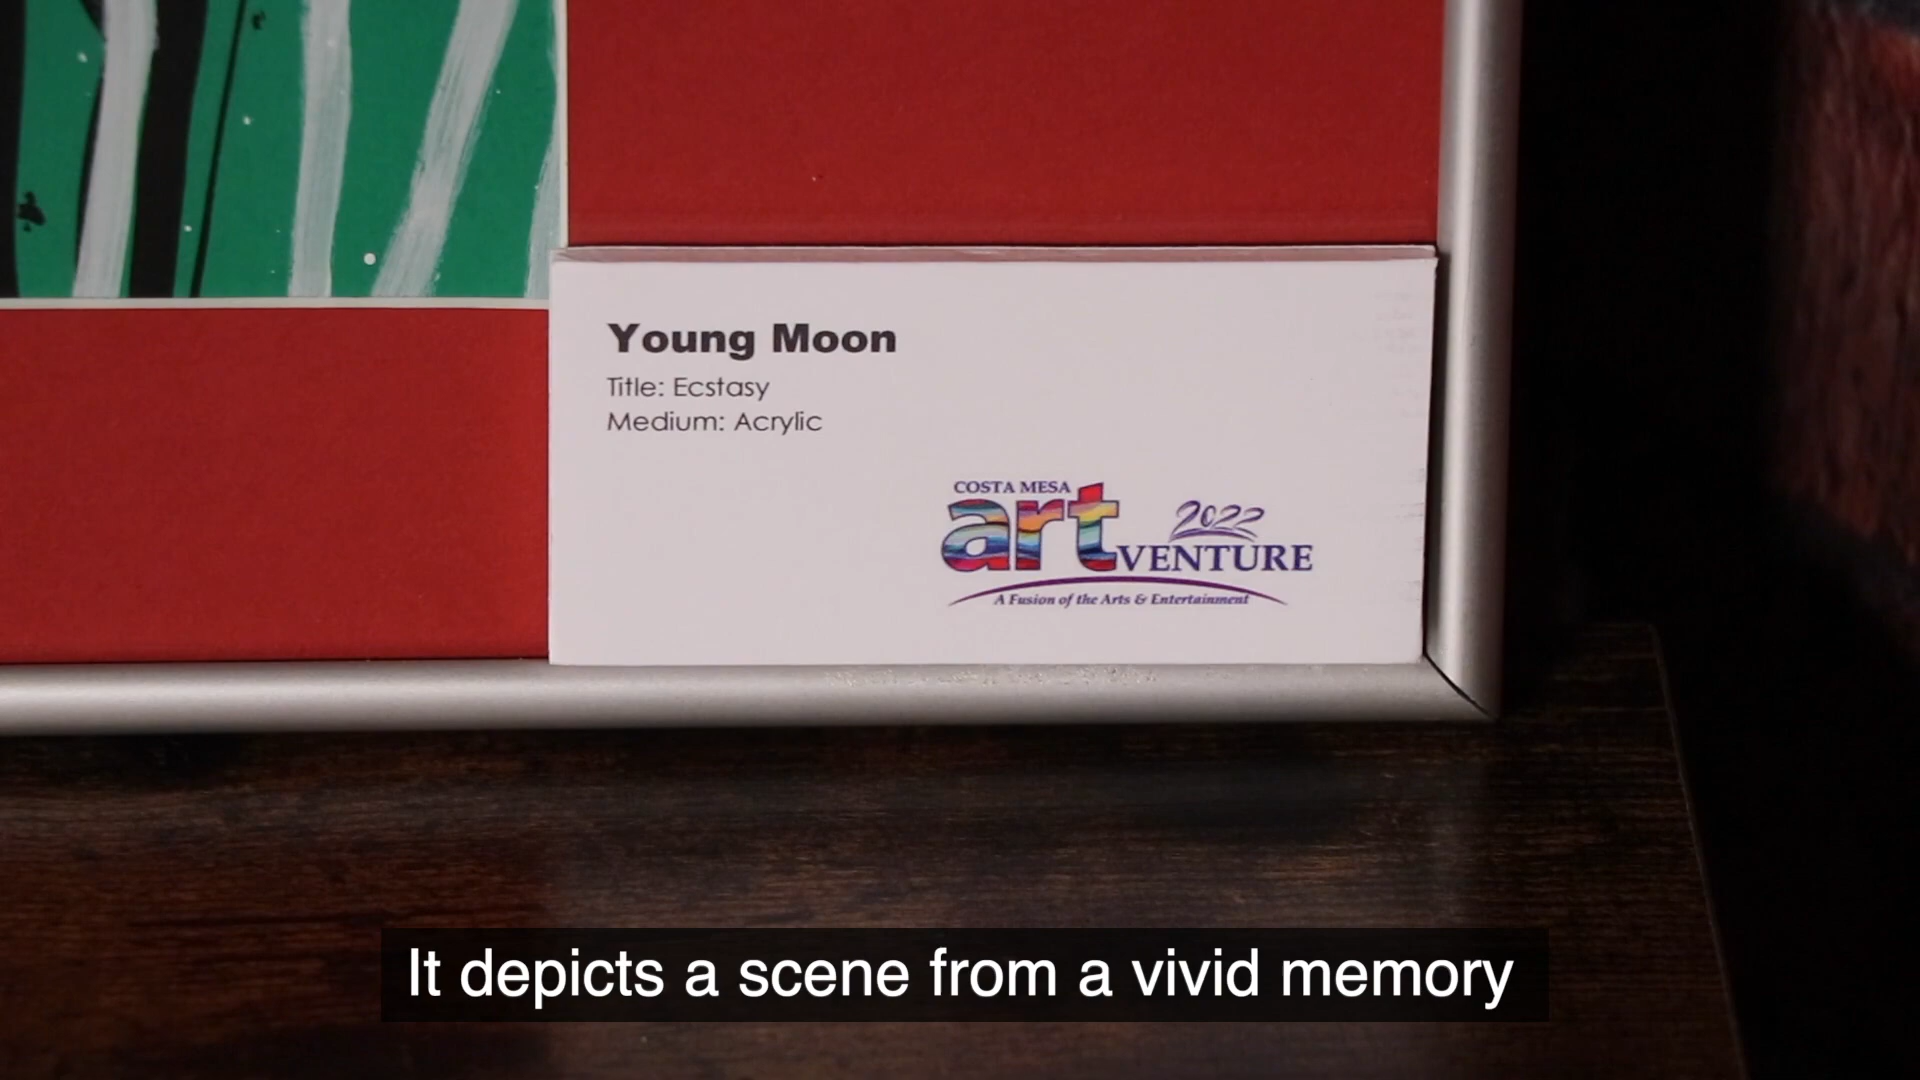 Young Moon
Title: Ecstasy
Medium: Acrylic
COSTA MESA
art 2022
VENTURE
A Fusion of the Arts & Entertainment
It depicts a scene from a vivid memory